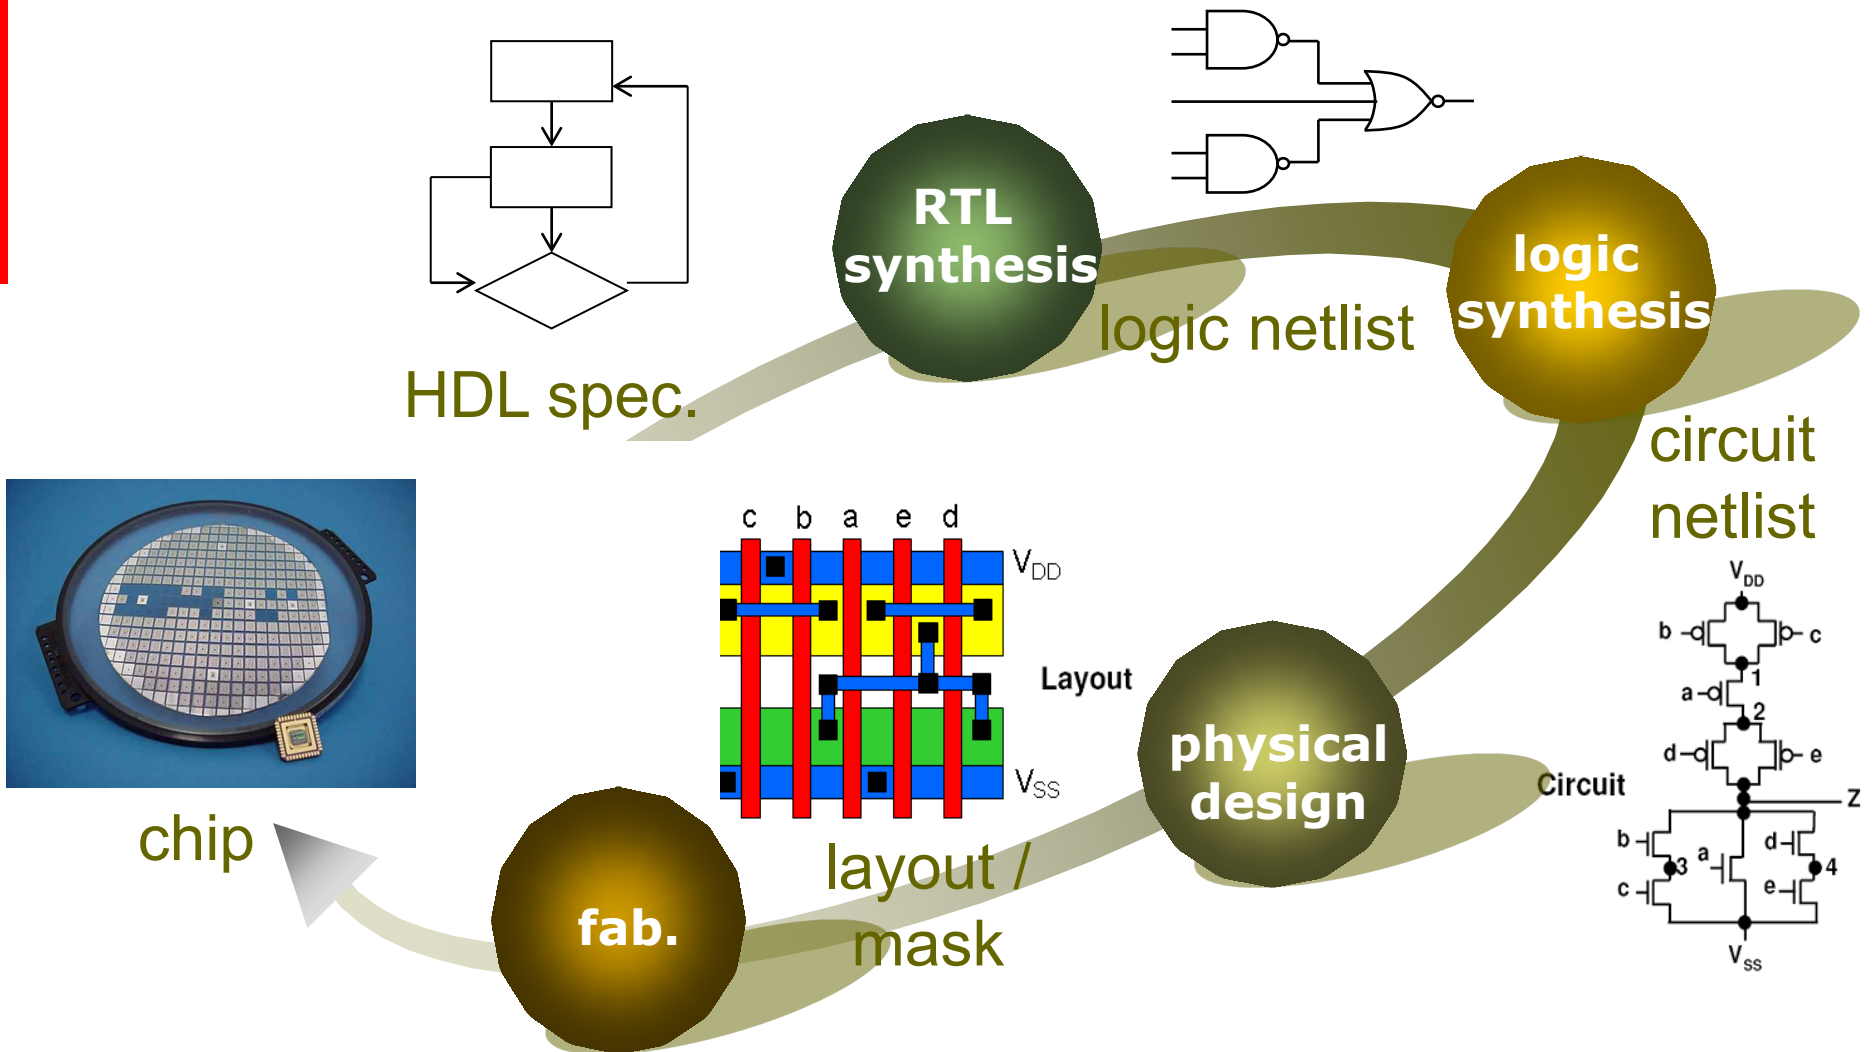 RTL
synthesis
logic
synthesis
logic netlist
HDL spec.
circuit
netlist
c b a e d
VDD
Layout
VSS
physical
design
VDD
b c
1
a
2
d e
Circuit
Z
b a d
3 4
c e
VSS
layout /
mask
chip
fab.